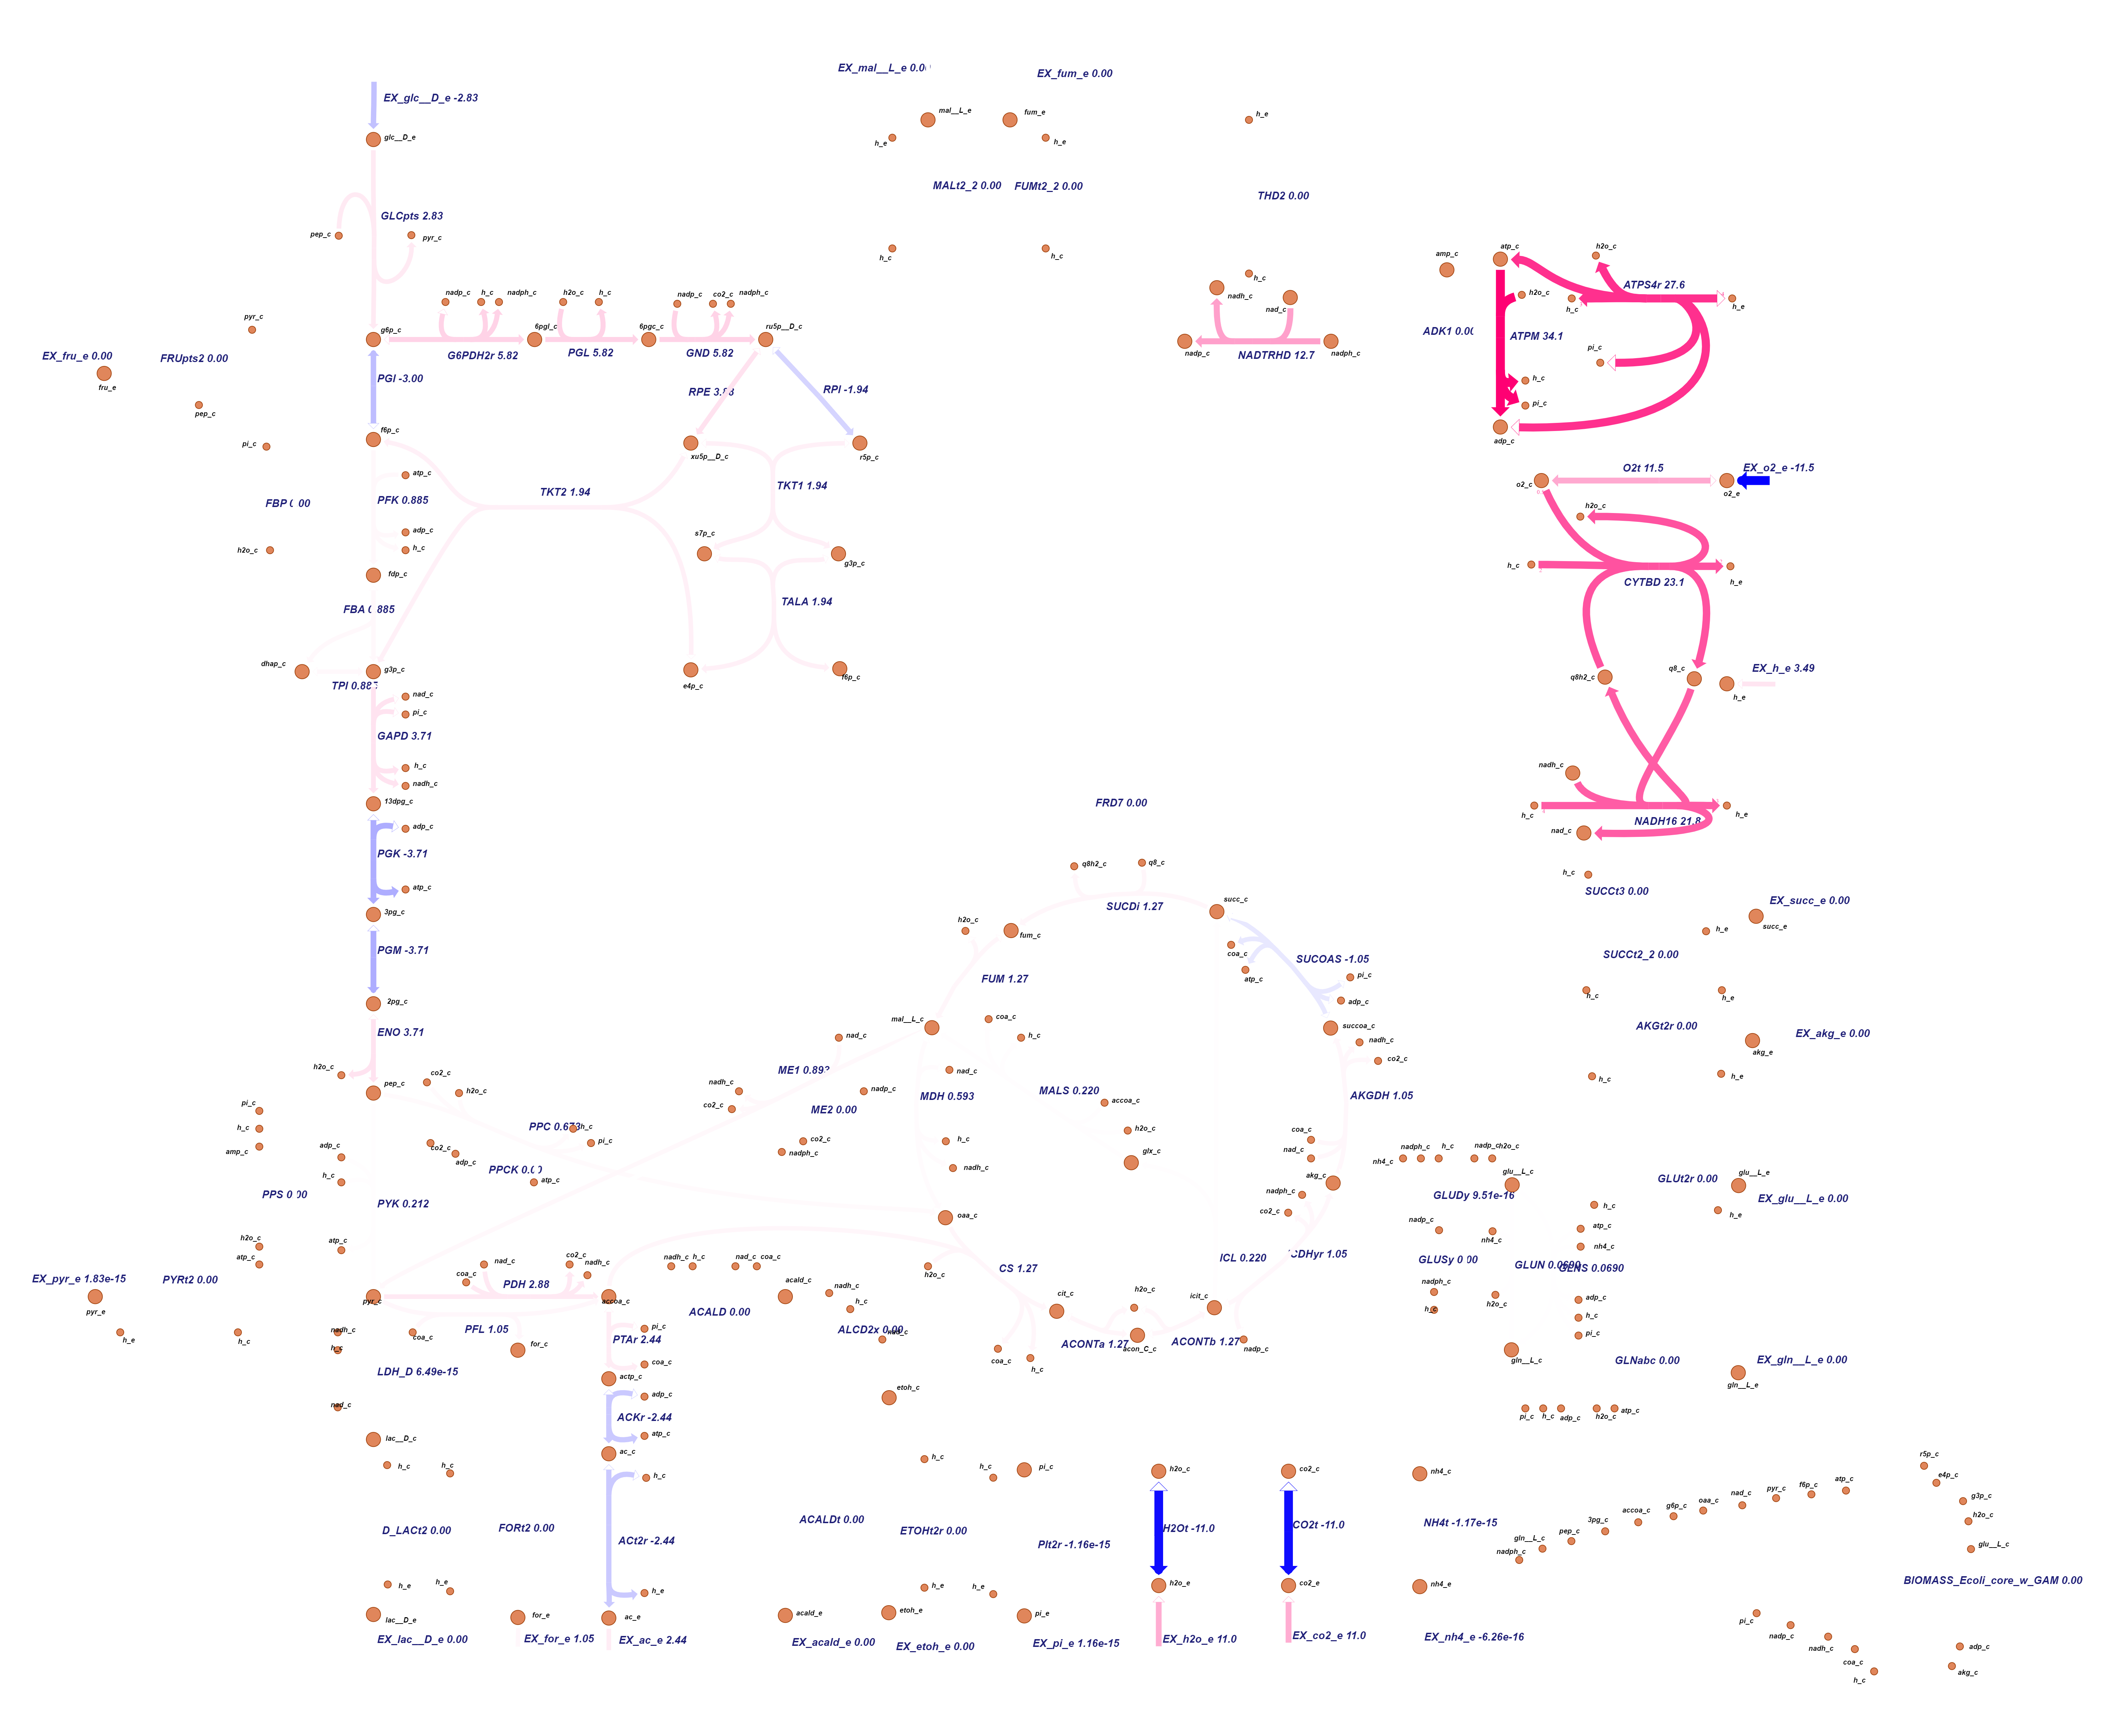 EX_mal__L_e 0.00
EX_fum_e 0.00
EX_glc__D_e -2.83
mal__L_e
fum_e
h_e
glc__D_e
h_e
h_e
MALt2_2 0.00
FUMt2_2 0.00
THD2 0.00
GLCpts 2.83
pep_c
pyr_c
h_c
h_c
h_c
nadh_c
nad_c
nadp_c
NADTRHD 12.7
nadph_c
amp_c
atp_c
h2o_c
ATPS4r 27.6
h2o_c
h_c
h_e
ADK1 0.00
ATPM 34.1
pi_c
h_c
pi_c
adp_c
nadp_c
h_c
nadph_c
h2o_c
h_c
nadp_c
co2_c
nadph_c
pyr_c
g6p_c
6pgl_c
6pgc_c
ru5p__D_c
G6PDH2r 5.82
PGL 5.82
GND 5.82
EX_fru_e 0.00
FRUpts2 0.00
fru_e
pep_c
PGI -3.00
RPE 3.88
RPI -1.94
f6p_c
xu5p__D_c
r5p_c
pi_c
atp_c
FBP 0.00
PFK 0.885
TKT2 1.94
TKT1 1.94
adp_c
h_c
h2o_c
s7p_c
g3p_c
fdp_c
FBA 0.885
TALA 1.94
dhap_c
g3p_c
TPI 0.885
e4p_c
f6p_c
O2t 11.5
EX_o2_e -11.5
o2_c
o2_e
h2o_c
h_c
CYTBD 23.1
h_e
q8h2_c
q8_c
EX_h_e 3.49
h_e
nad_c
pi_c
GAPD 3.71
h_c
nadh_c
13dpg_c
nadh_c
h_c
NADH16 21.8
h_e
nad_c
adp_c
PGK -3.71
atp_c
3pg_c
PGM -3.71
2pg_c
ENO 3.71
h2o_c
pep_c
FRD7 0.00
q8h2_c
q8_c
SUCDi 1.27
succ_c
h2o_c
fum_c
FUM 1.27
coa_c
atp_c
SUCOAS -1.05
pi_c
adp_c
succoa_c
mal__L_c
coa_c
h_c
h_c
SUCCt3 0.00
EX_succ_e 0.00
succ_e
h_e
SUCCt2_2 0.00
h_c
h_e
AKGt2r 0.00
EX_akg_e 0.00
akg_e
h_c
h_e
nadh_c
co2_c
nad_c
ME1 0.893
nad_c
co2_c
h2o_c
nadh_c
co2_c
nadp_c
ME2 0.00
MDH 0.593
MALS 0.220
accoa_c
AKGDH 1.05
pi_c
h_c
amp_c
PPC 0.673
h_c
pi_c
co2_c
adp_c
PPCK 0.00
atp_c
co2_c
nadph_c
h_c
nadh_c
h2o_c
glx_c
coa_c
nad_c
akg_c
nadph_c
co2_c
adp_c
h_c
PPS 0.00
PYK 0.212
atp_c
h2o_c
atp_c
oaa_c
ICL 0.220
nadph_c
h_c
nadp_c
h2o_c
nh4_c
glu__L_c
GLUDy 9.51e-16
nadp_c
nh4_c
GLUSy 0.00
nadph_c
h_c
h2o_c
GLUN 0.0690
GLNS 0.0690
h_c
atp_c
nh4_c
adp_c
h_c
pi_c
gln__L_c
GLUt2r 0.00
glu__L_e
EX_glu__L_e 0.00
h_e
GLNabc 0.00
EX_gln__L_e 0.00
gln__L_e
pi_c
h_c
adp_c
h2o_c
atp_c
EX_pyr_e 1.83e-15
PYRt2 0.00
pyr_e
h_e
h_c
pyr_c
coa_c
nad_c
PDH 2.88
co2_c
nadh_c
accoa_c
nadh_c
h_c
nad_c
coa_c
ACALD 0.00
acald_c
nadh_c
h_c
ALCD2x 0.00
h2o_c
CS 1.27
cit_c
coa_c
h_c
h2o_c
ACONTa 1.27
acon_C_c
icit_c
ACONTb 1.27
nadp_c
nadh_c
h_c
coa_c
PFL 1.05
for_c
LDH_D 6.49e-15
nad_c
PTAr 2.44
pi_c
coa_c
actp_c
adp_c
ACKr -2.44
atp_c
ac_c
h_c
etoh_c
lac__D_c
h_c
h_c
D_LACt2 0.00
FORt2 0.00
ACt2r -2.44
h_e
h_e
h_e
lac__D_e
for_e
ac_e
EX_lac__D_e 0.00
EX_for_e 1.05
EX_ac_e 2.44
ACALDt 0.00
acald_e
EX_acald_e 0.00
h_c
ETOHt2r 0.00
h_e
etoh_e
EX_etoh_e 0.00
h_c
pi_c
PIt2r -1.16e-15
h_e
pi_e
EX_pi_e 1.16e-15
h2o_c
H2Ot -11.0
h2o_e
EX_h2o_e 11.0
co2_c
CO2t -11.0
co2_e
EX_co2_e 11.0
nh4_c
NH4t -1.17e-15
nh4_e
EX_nh4_e -6.26e-16
nadph_c
gln__L_c
pep_c
3pg_c
accoa_c
g6p_c
oaa_c
nad_c
pyr_c
f6p_c
atp_c
r5p_c
e4p_c
g3p_c
h2o_c
glu__L_c
BIOMASS_Ecoli_core_w_GAM 0.00
pi_c
nadp_c
nadh_c
coa_c
h_c
adp_c
akg_c